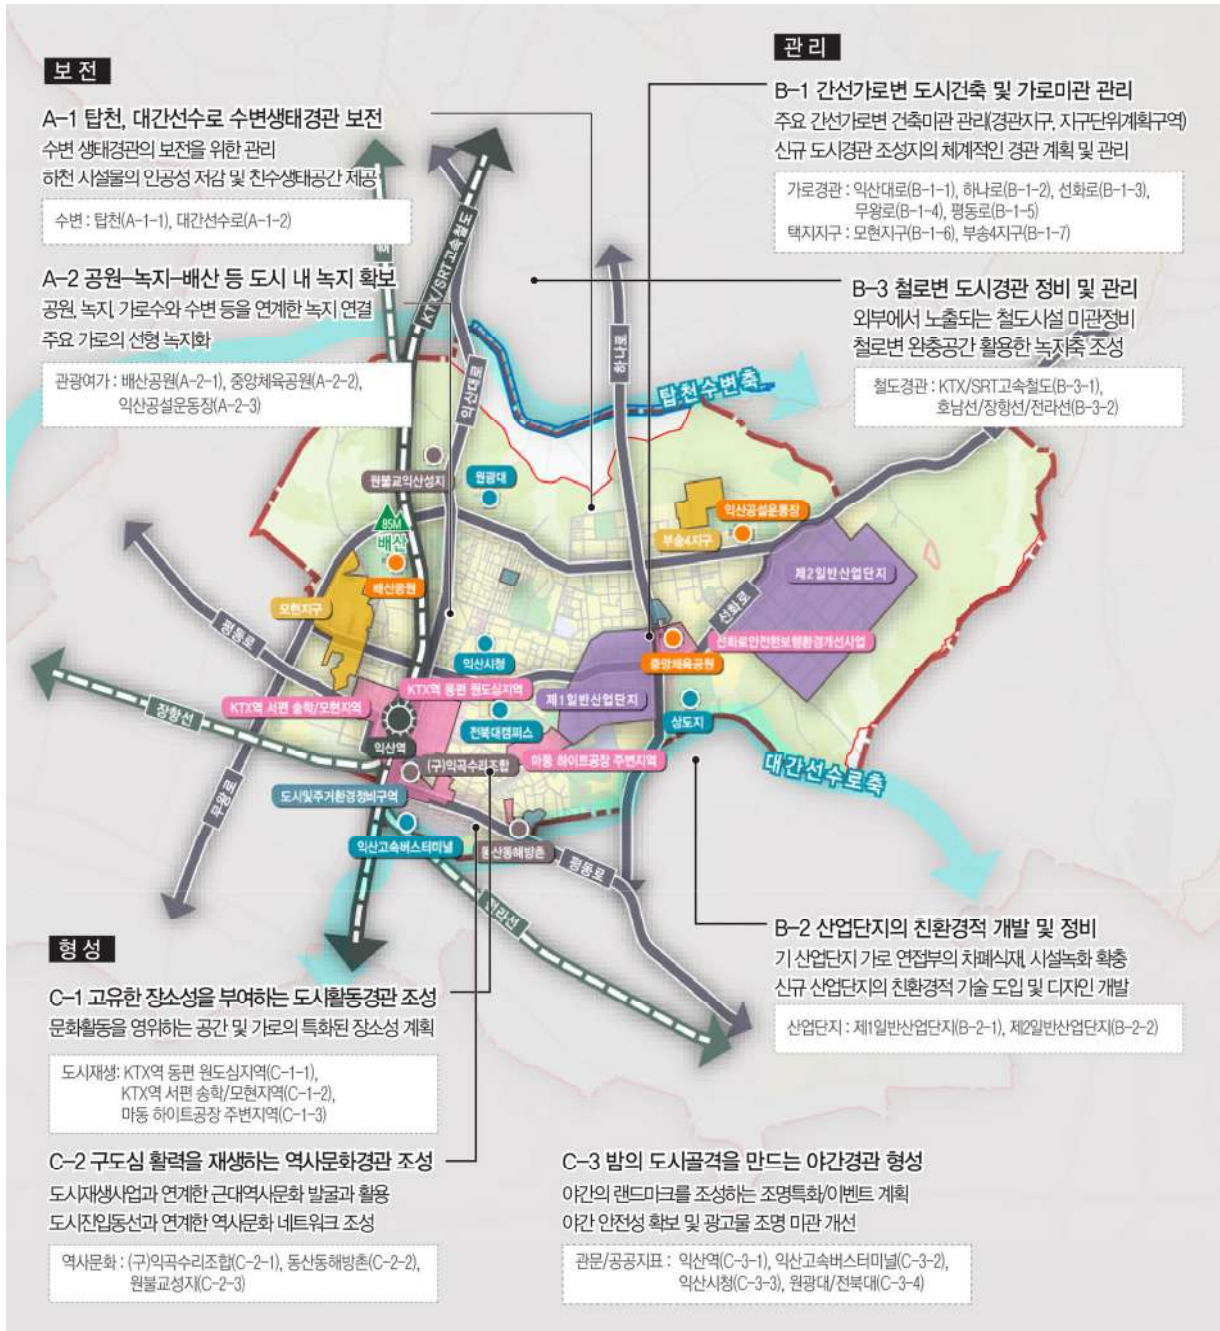 보전
A-1 탑천, 대간선수로 수변생태경관 보전
수변 생태경관의 보전을 위한 관리
하천 시설물의 인공성 저감 및 친수생태공간 제공
수변 : 탑천(A-1-1), 대간선수로(A-1-2)
A-2 공원-녹지-배산 등 도시 내 녹지 확보
공원, 녹지, 가로수와 수변 등을 연계한 녹지 연결
주요 가로의 선형 녹지화
관광여가 : 배산공원(A-2-1), 중앙체육공원(A-2-2),
익산공설운동장(A-2-3)
관리
B-1 간선가로변 도시건축 및 가로미관 관리
주요 간선가로변 건축미관 관리(경관지구, 지구단위계획구역)
신규 도시경관 조성지의 체계적인 경관 계획 및 관리
가로경관 : 익산대로(B-1-1), 하나로(B-1-2), 선화로(B-1-3),
무왕로(B-1-4), 평동로(B-1-5)
택지지구 : 모현지구(B-1-6), 부송4지구(B-1-7)
B-3 철로변 도시경관 정비 및 관리
외부에서 노출되는 철도시설 미관정비
철로변 완충공간 활용한 녹지축 조성
철도경관 : KTX/SRT고속철도(B-3-1),
호남선/장항선/전라선(B-3-2)
KTX/SRT고속철도
익산대로
하나로
탑천수변축
원불교익산성지
원광대
익산공설운동장
부송4지구
85M
배산
배산공원
제2일반산업단지
모현지구
평동로
선화로
선화로안전한보행환경개선사업
중앙체육공원
익산시청
KTX역 동편 원도심지역
제1일반산업단지
KTX역 서편 송학/모현지역
장항선
전북대캠퍼스
상도지
익산역
(구)익곡수리조합
마동 하이트공장 주변지역
대간선수로축
무왕로
도시및주거환경정비구역
익산고속버스터미널
동산동해방촌
평동로
전라선
B-2 산업단지의 친환경적 개발 및 정비
기 산업단지 가로 연접부의 차폐식재, 시설녹화 확충
신규 산업단지의 친환경적 기술 도입 및 디자인 개발
산업단지 : 제1일반산업단지(B-2-1), 제2일반산업단지(B-2-2)
형성
C-1 고유한 장소성을 부여하는 도시활동경관 조성
문화활동을 영위하는 공간 및 가로의 특화된 장소성 계획
도시재생: KTX역 동편 원도심지역(C-1-1),
KTX역 서편 송학/모현지역(C-1-2),
마동 하이트공장 주변지역(C-1-3)
C-2 구도심 활력을 재생하는 역사문화경관 조성
도시재생사업과 연계한 근대역사문화 발굴과 활용
도시진입동선과 연계한 역사문화 네트워크 조성
역사문화 : (구)익곡수리조합(C-2-1), 동산동해방촌(C-2-2),
원불교성지(C-2-3)
C-3 밤의 도시골격을 만드는 야간경관 형성
야간의 랜드마크를 조성하는 조명특화/이벤트 계획
야간 안전성 확보 및 광고물 조명 미관 개선
관문/공공지표 : 익산역(C-3-1), 익산고속버스터미널(C-3-2),
익산시청(C-3-3), 원광대/전북대(C-3-4)